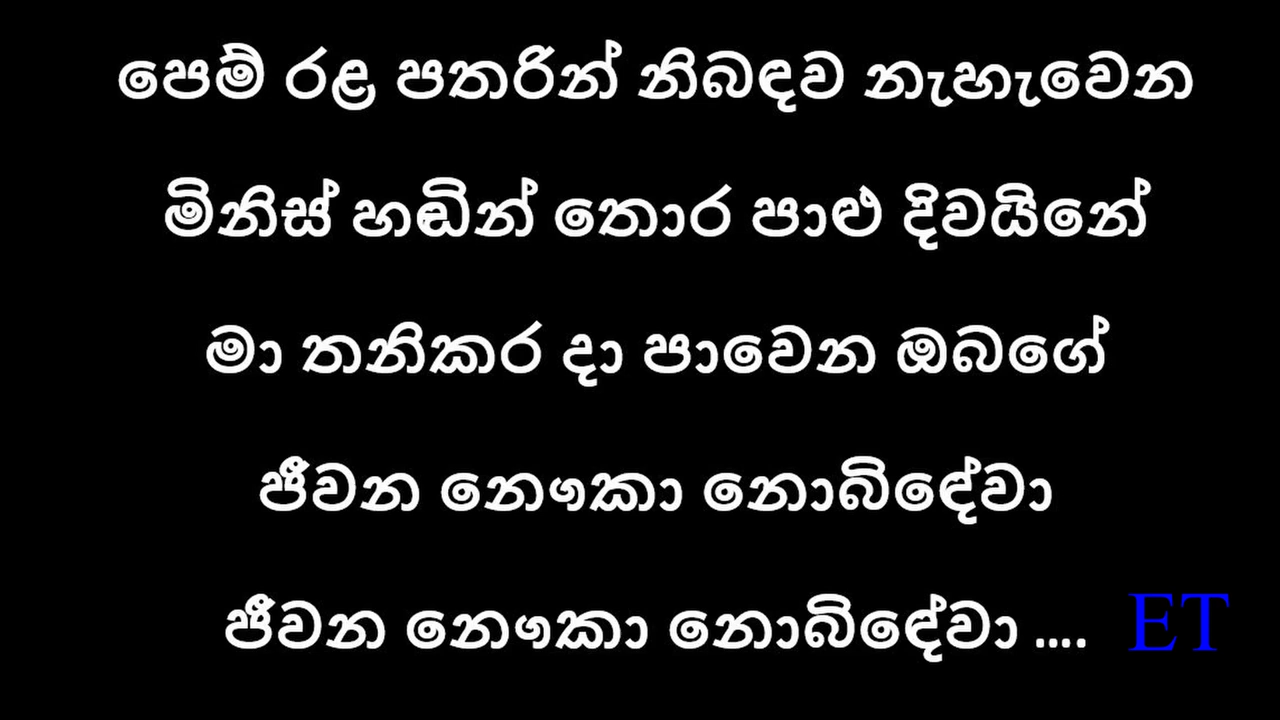 පෙම් රළ පතරින් නිබඳව නැහැවෙන
මිනිස් හඬින් තොර පාළු දිවයිනේ
මා තනිකර දා පාවෙන ඔබගේ
ජීවන නෞකා නොබිඳේවා
ජීවන නෞකා නොබිඳේවා ....
ET